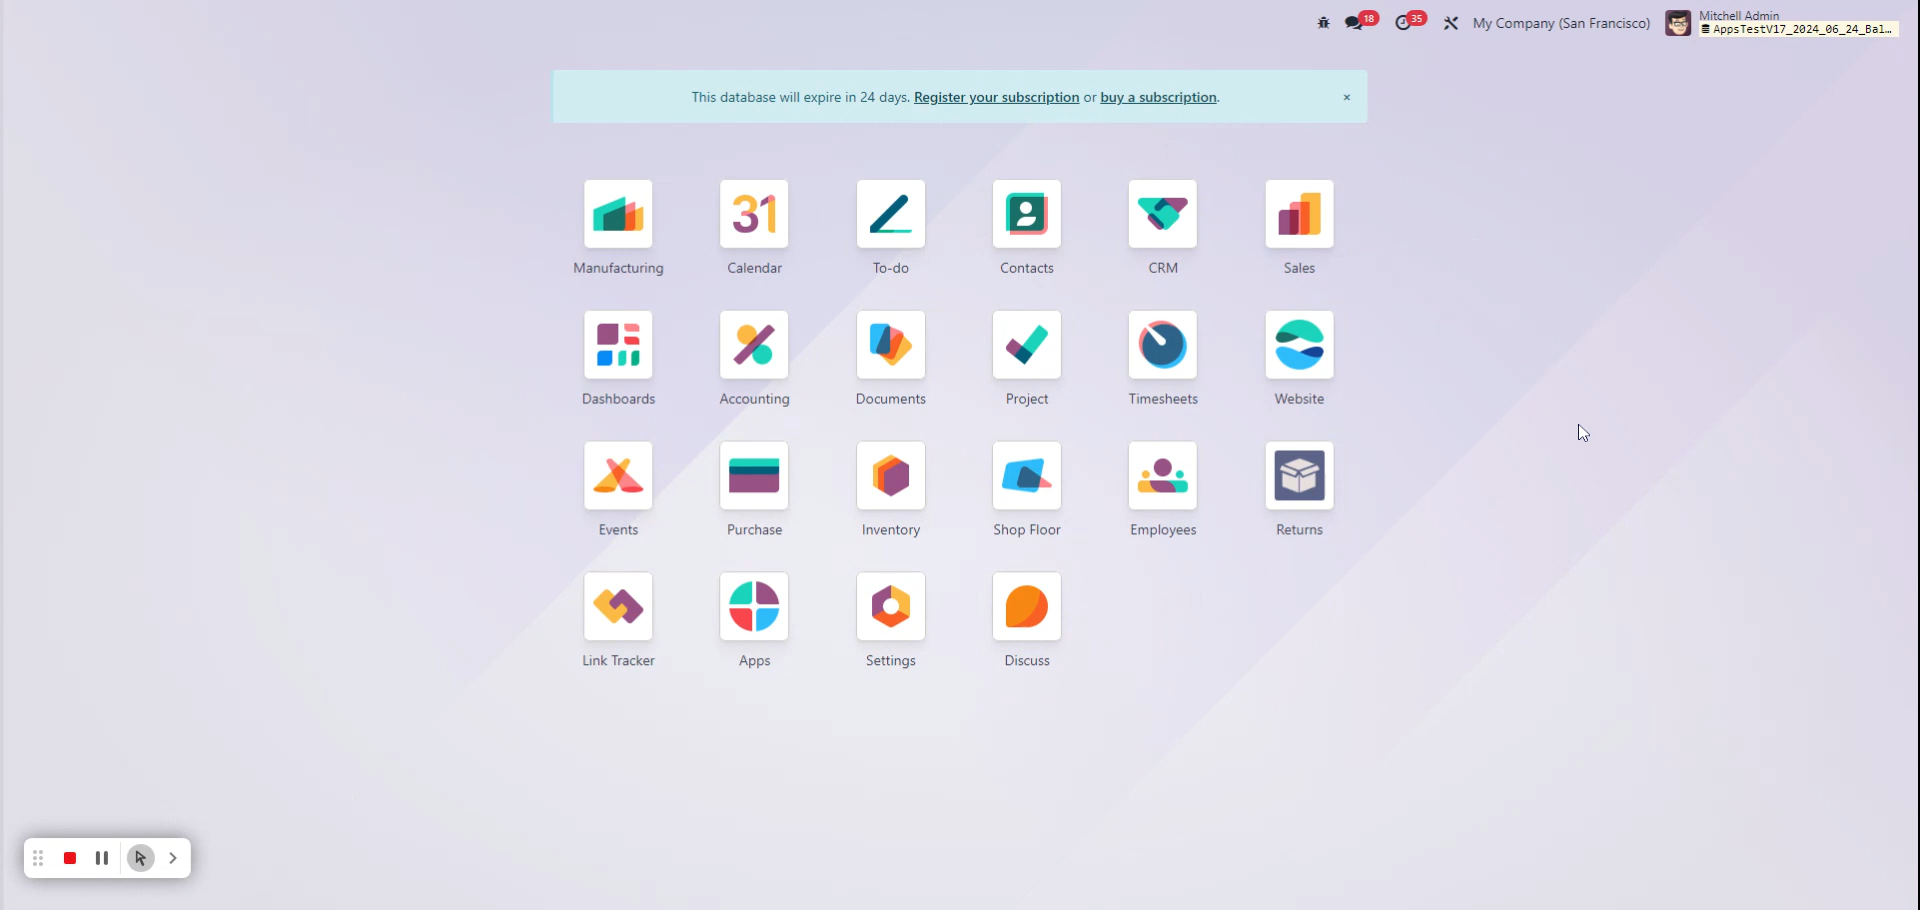 18
35
My Company (San Francisco)
Mitchell Admin
AppsTestV17_2024_06_24_Bal...
This database will expire in 24 days. Register your subscription or buy a subscription.
×
31
Manufacturing Calendar To-do Contacts CRM Sales
Dashboards Accounting Documents Project Timesheets Website
Events Purchase Inventory Shop Floor Employees Returns
Link Tracker Apps Settings Discuss